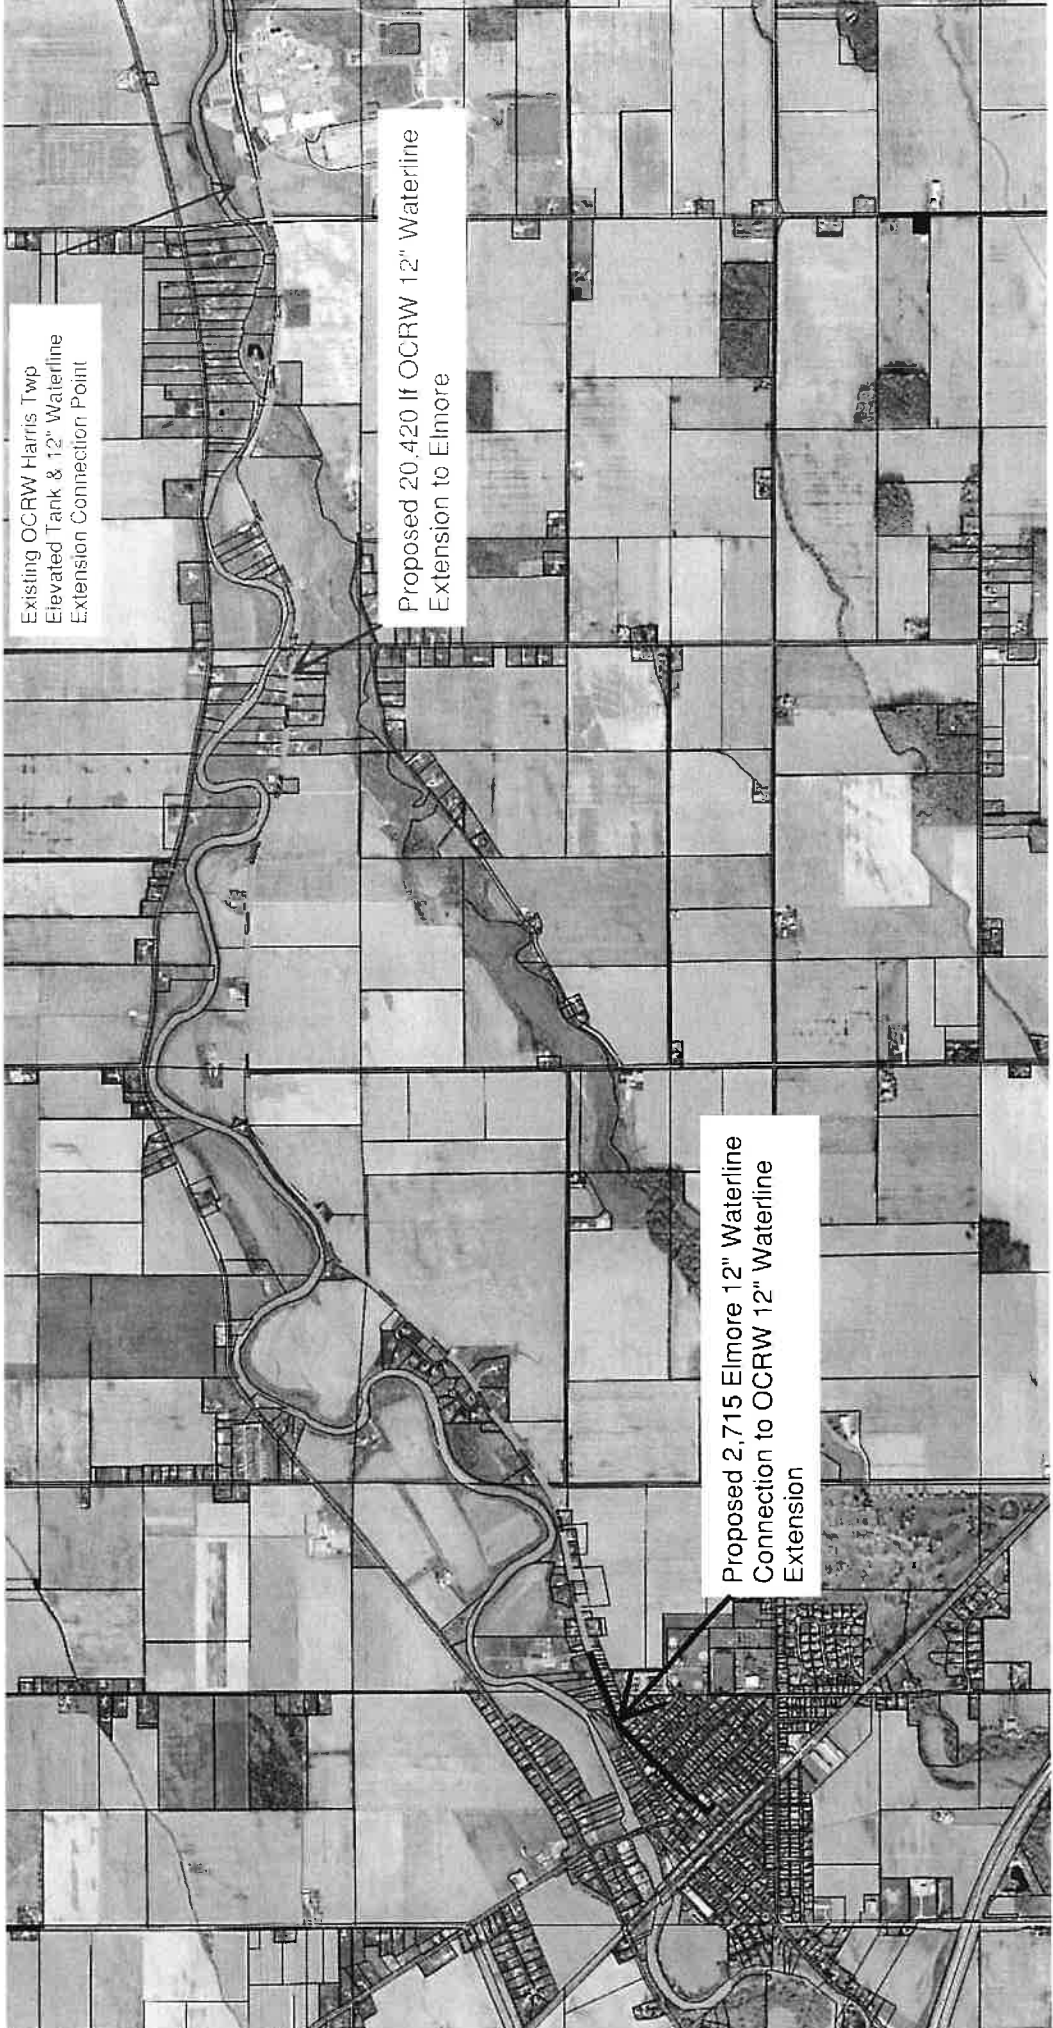 Existing OCRW Harris Twp
Elevated Tank & 12" Waterline
Extension Connection Point
Proposed 20,420 lf OCRW 12" Waterline
Extension to Elmore
Proposed 2,715 Elmore 12" Waterline
Connection to OCRW 12" Waterline
Extension